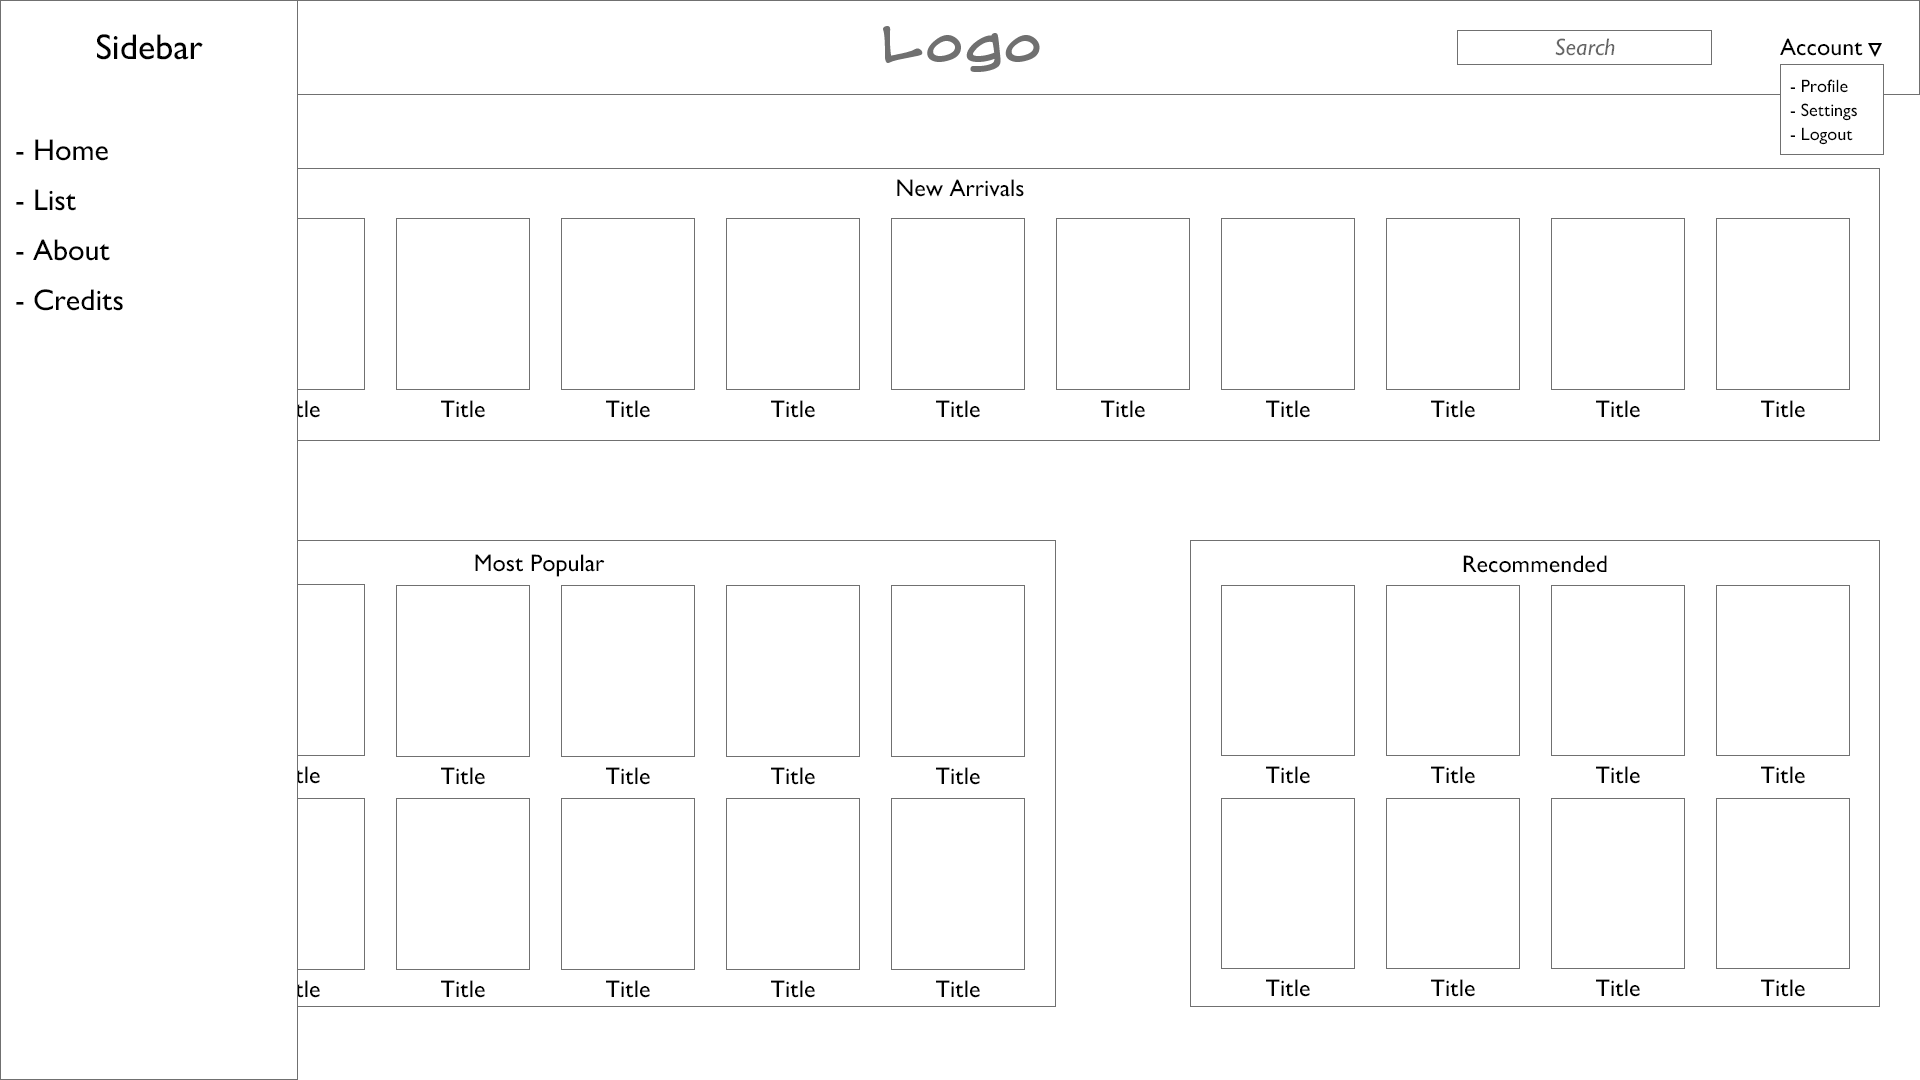 Sidebar
Logo
Search
Account
- Profile
- Settings
- Logout
- Home
- List
- About
- Credits
New Arrivals
tle Title Title Title Title Title Title Title Title Title
Most Popular
tle Title Title Title Title
tle Title Title Title Title
Recommended
Title Title Title Title
Title Title Title Title